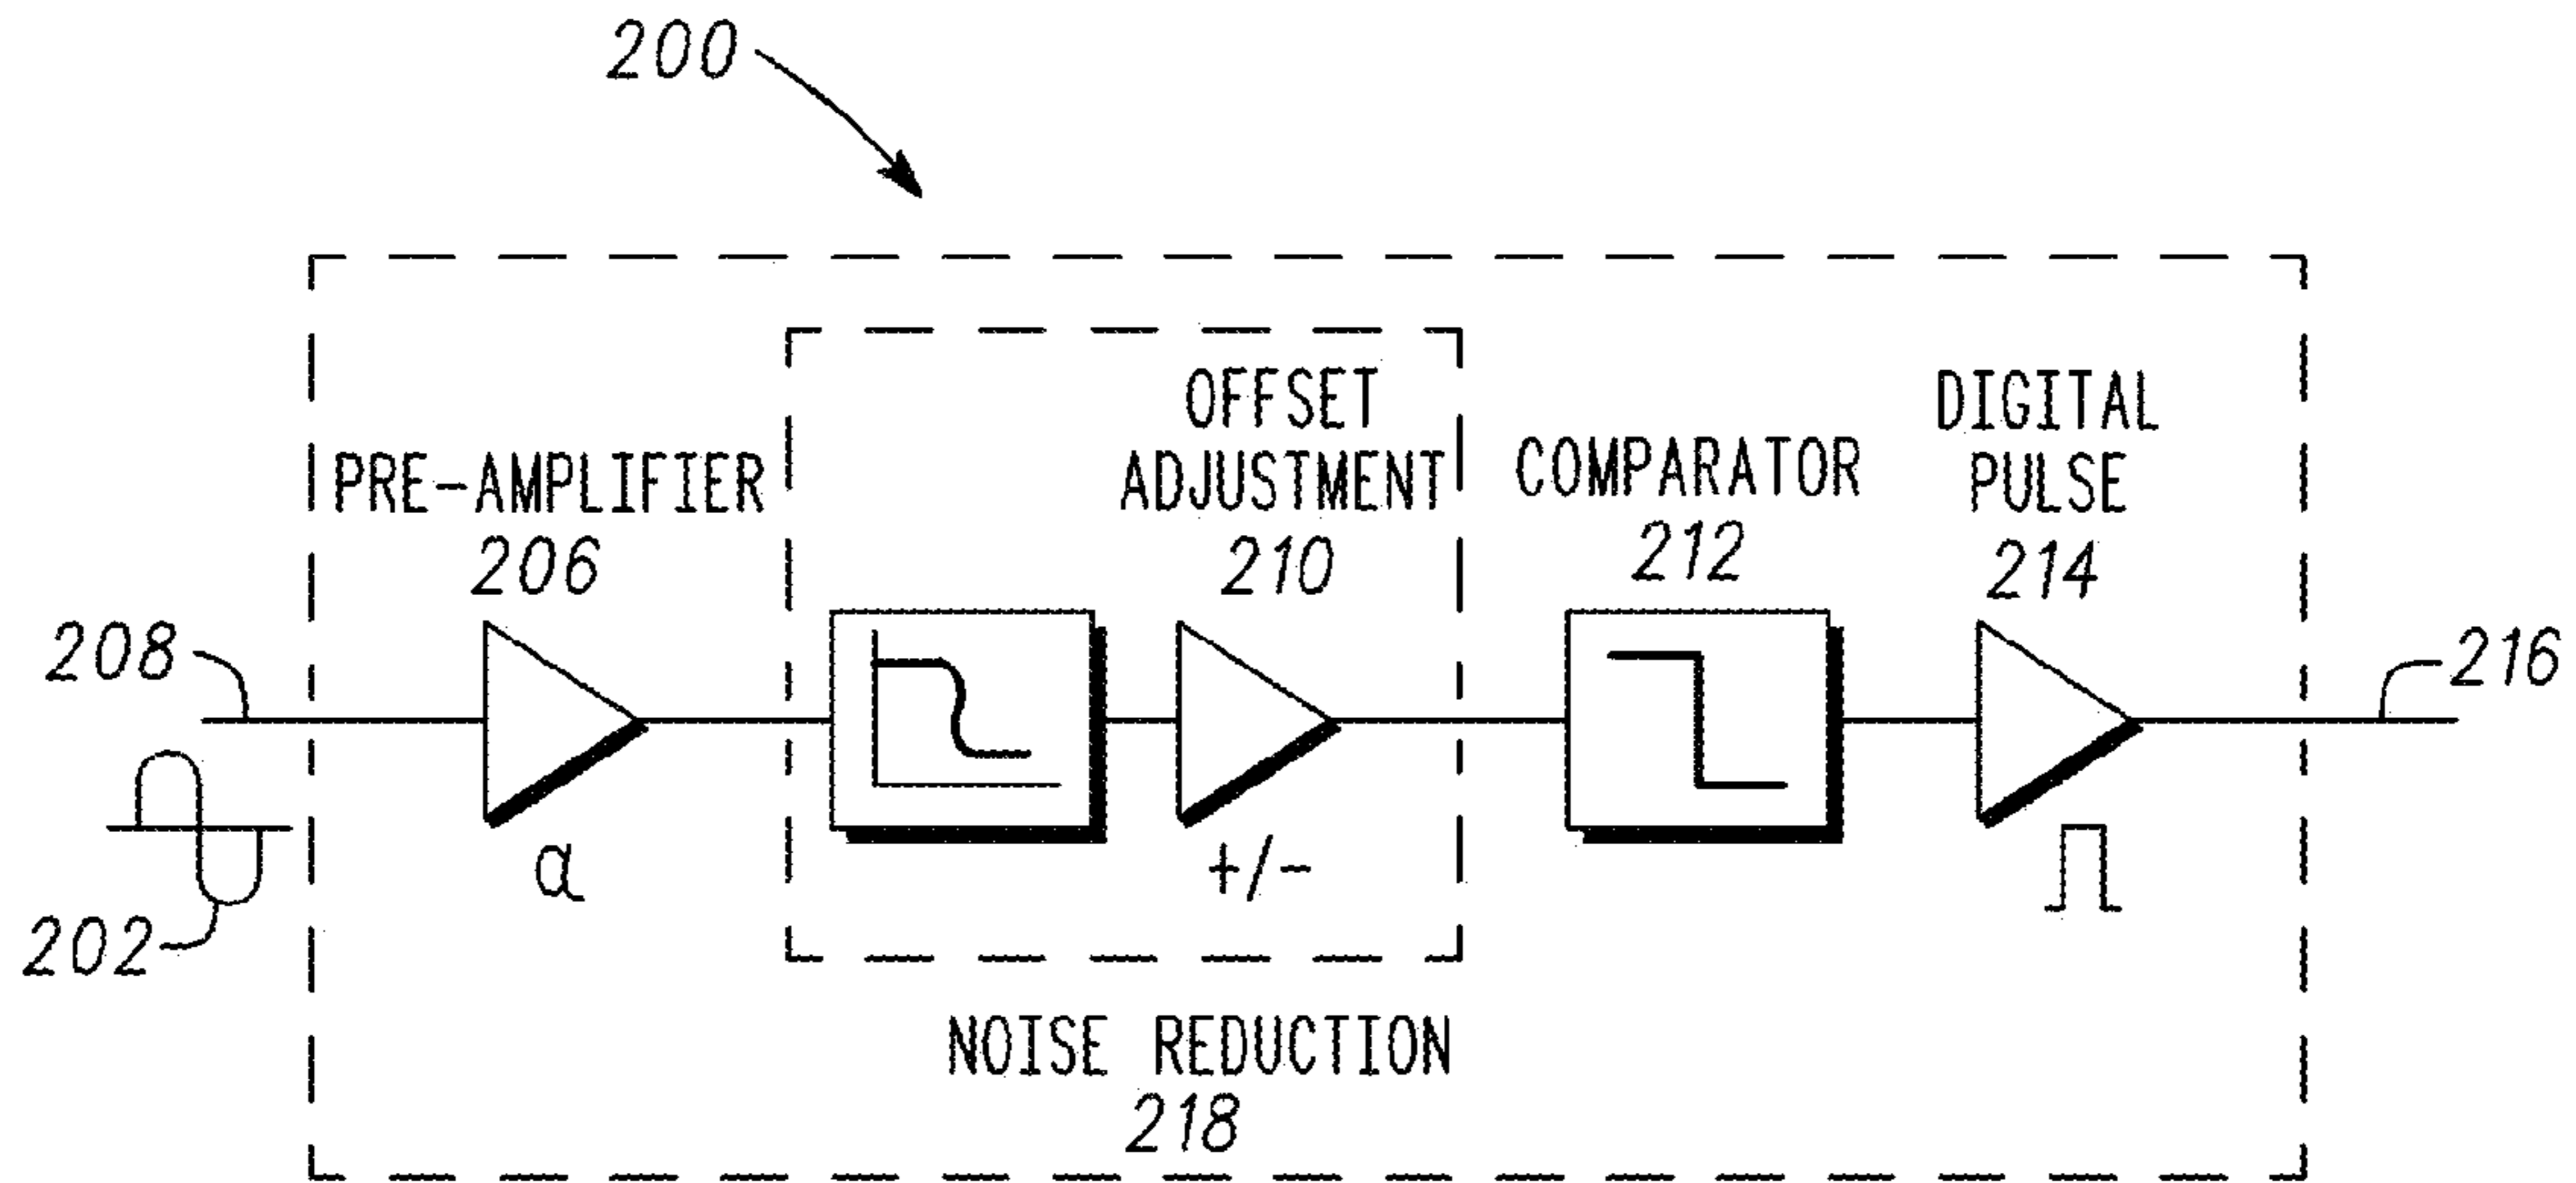 200
OFFSET
ADJUSTMENT
210
DIGITAL
PULSE
214
PRE-AMPLIFIER
206
COMPARATOR
212
208
216
α
+/-
202
NOISE REDUCTION
218